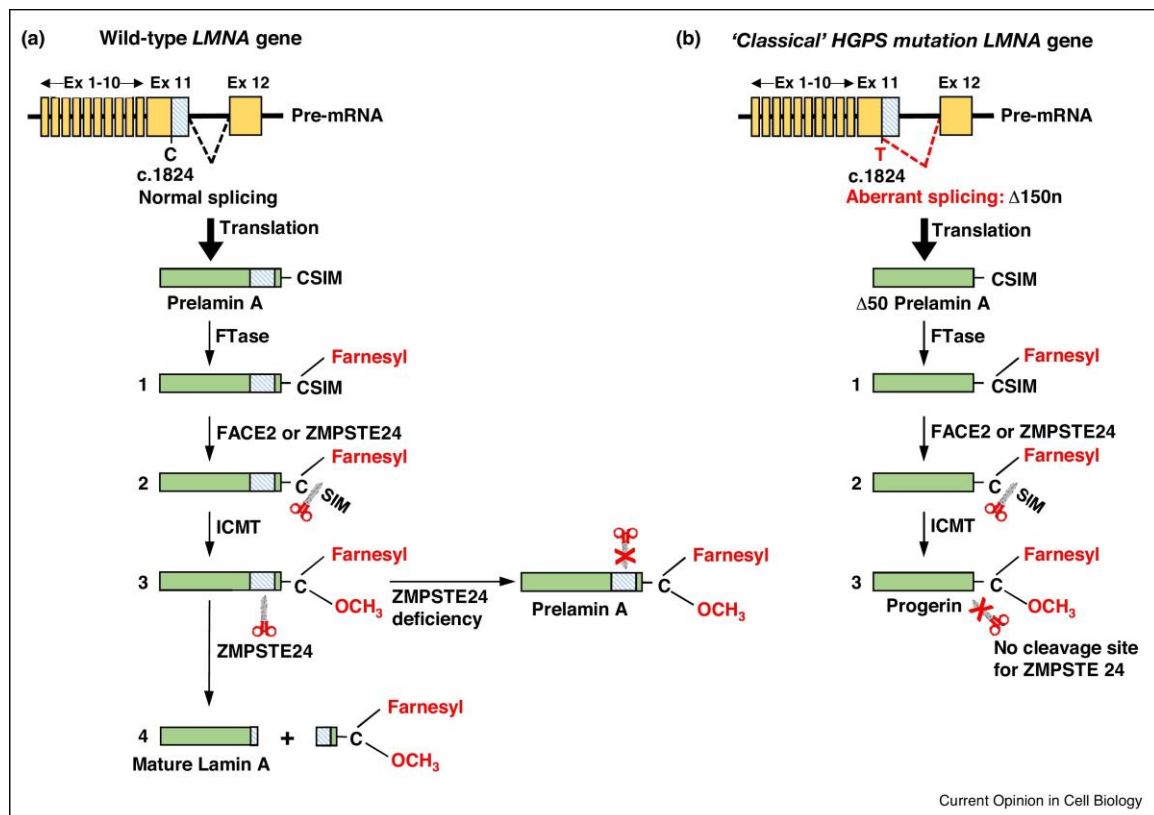 (a) Wild-type LMNA gene
Ex 1-10 Ex 11 Ex 12
Pre-mRNA
C
c.1824
Normal splicing
Translation
CSIM
Prelamin A
FTase
Farnesyl
1 CSIM
FACE2 or ZMPSTE24
Farnesyl
2 C SIM
ICMT
Farnesyl
3 C
OCH3
ZMPSTE24
Farnesyl
4 + C
Mature Lamin A
OCH3
ZMPSTE24
deficiency
Farnesyl
C
Prelamin A
OCH3
(b) 'Classical' HGPS mutation LMNA gene
Ex 1-10 Ex 11 Ex 12
Pre-mRNA
T
c.1824
Aberrant splicing: Δ150n
Translation
CSIM
Δ50 Prelamin A
FTase
Farnesyl
1 CSIM
FACE2 or ZMPSTE24
Farnesyl
2 C SIM
ICMT
Farnesyl
3 C
Progerin OCH3
No cleavage site
for ZMPSTE 24
Current Opinion in Cell Biology